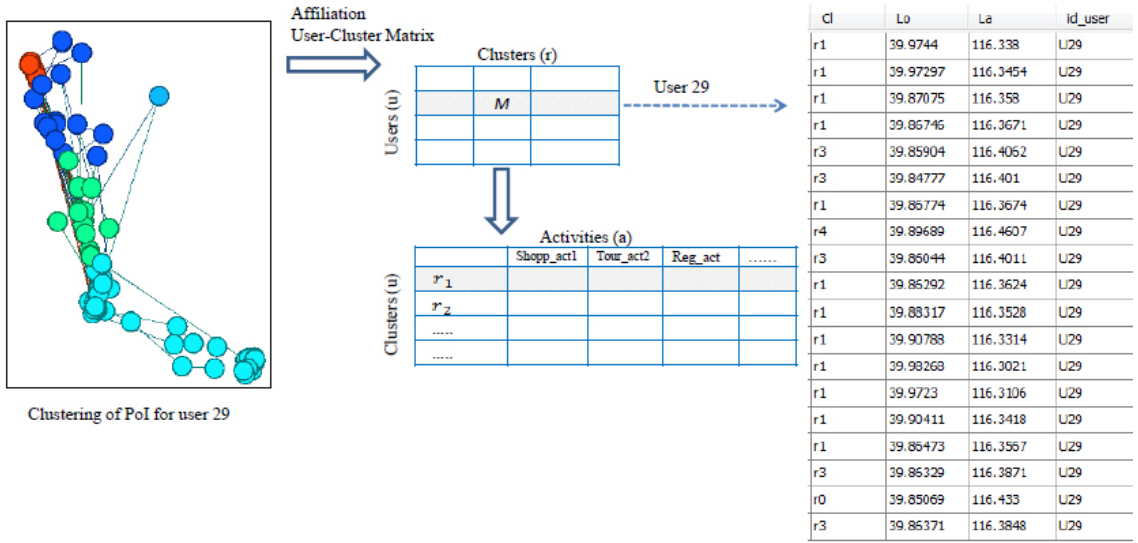 Affiliation
User-Cluster Matrix
Clusters (r)
Users (u)
M
User 29
Activities (a)
Clusters (u)
Shopp_act1 Tour_act2 Reg_act ......
r1
r2
.....
.....
Clustering of PoI for user 29
Cl Lo La id_user
r1 39.9744 116.338 U29
r1 39.97297 116.3454 U29
r1 39.87075 116.358 U29
r1 39.86746 116.3671 U29
r3 39.85904 116.4062 U29
r3 39.84777 116.401 U29
r1 39.86774 116.3674 U29
r4 39.89689 116.4607 U29
r3 39.86044 116.4011 U29
r1 39.86292 116.3624 U29
r1 39.88317 116.3528 U29
r1 39.90788 116.3314 U29
r1 39.98268 116.3021 U29
r1 39.9723 116.3106 U29
r1 39.90411 116.3418 U29
r1 39.86473 116.3567 U29
r3 39.86329 116.3871 U29
r0 39.85069 116.433 U29
r3 39.86371 116.3848 U29